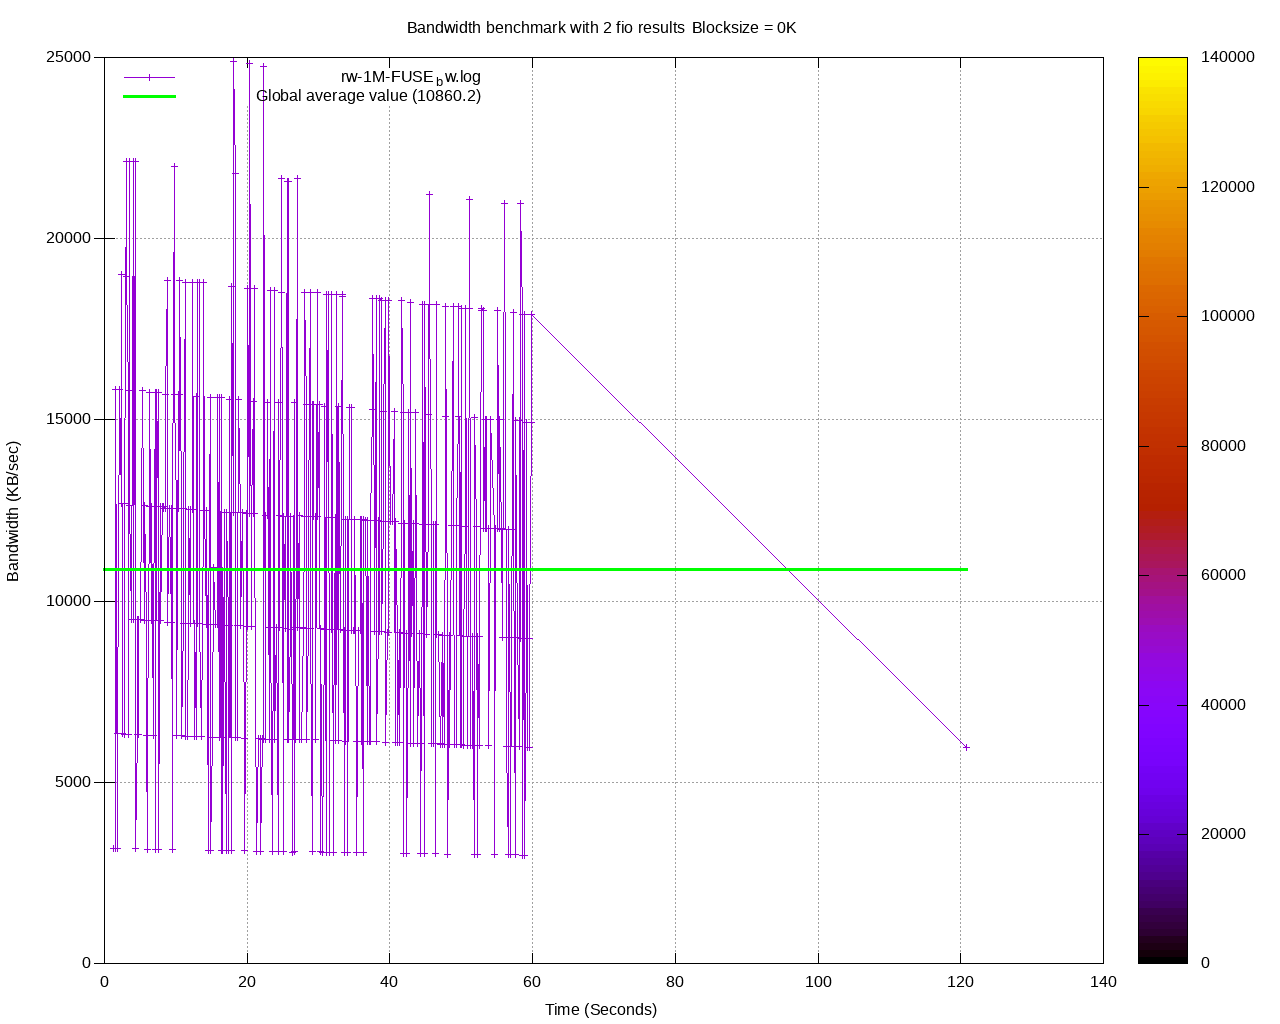 Bandwidth benchmark with 2 fio results Blocksize = 0K
25000
20000
15000
10000
5000
0
Bandwidth (KB/sec)
rw-1M-FUSE_bw.log
Global average value (10860.2)
0 20 40 60 80 100 120 140
Time (Seconds)
140000
120000
100000
80000
60000
40000
20000
0